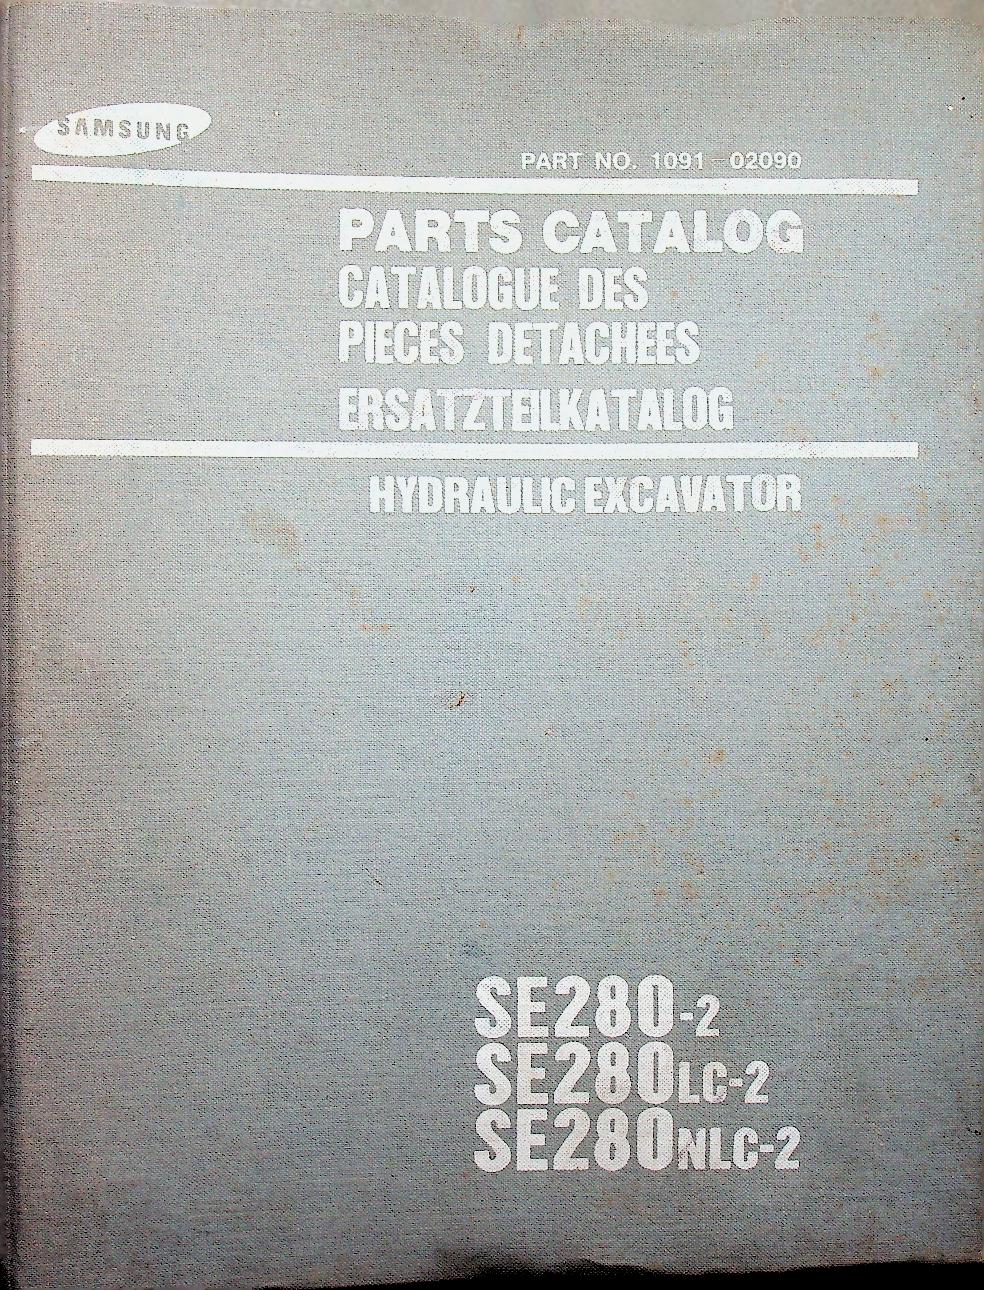 SAMSUNG
PART NO. 1091-02090
PARTS CATALOG
CATALOGUE DES
PIECES DETACHEES
ERSATZTEILKATALOG
HYDRAULIC EXCAVATOR
SE280-2
SE280LC-2
SE280NLC-2